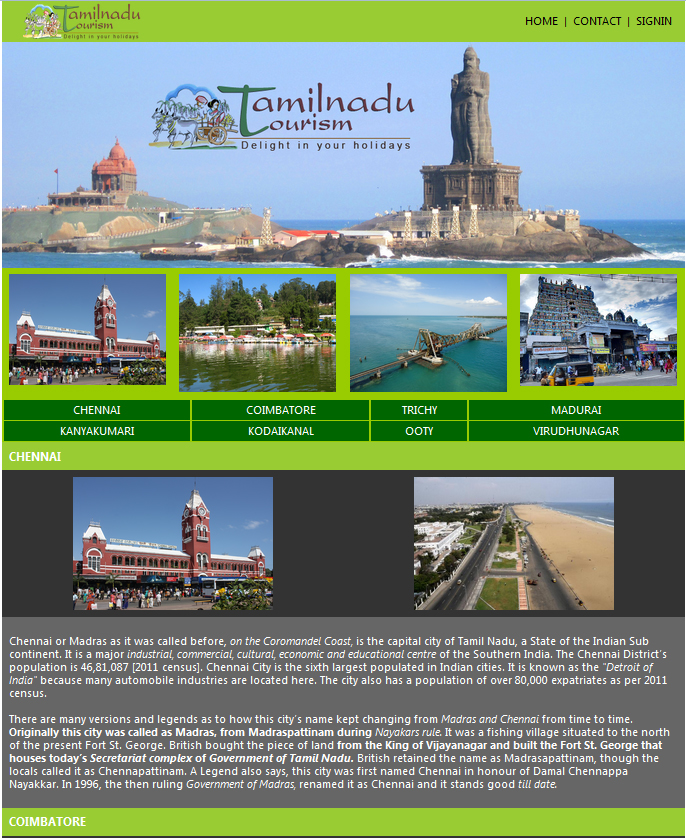 Tamilnadu
Tourism
Delight in your holidays
HOME | CONTACT | SIGNIN
Tamilnadu
Tourism
Delight in your holidays
CHENNAI COIMBATORE TRICHY MADURAI
KANYAKUMARI KODAIKANAL OOTY VIRUDHUNAGAR
CHENNAI
Chennai or Madras as it was called before, on the Coromandel Coast, is the capital city of Tamil Nadu, a State of the Indian Sub
continent. It is a major industrial, commercial, cultural, economic and educational centre of the Southern India. The Chennai District's
population is 46,81,087 [2011 census]. Chennai City is the sixth largest populated in Indian cities. It is known as the "Detroit of
India" because many automobile industries are located here. The city also has a population of over 80,000 expatriates as per 2011
census.
There are many versions and legends as to how this city's name kept changing from Madras and Chennai from time to time.
Originally this city was called as Madras, from Madraspattinam during Nayakars rule. It was a fishing village situated to the north
of the present Fort St. George. British bought the piece of land from the King of Vijayanagar and built the Fort St. George that
houses today's Secretariat complex of Government of Tamil Nadu. British retained the name as Madrasapattinam, though the
locals called it as Chennapattinam. A Legend also says, this city was first named Chennai in honour of Damal Chennappa
Nayakkar. In 1996, the then ruling Government of Madras, renamed it as Chennai and it stands good till date.
COIMBATORE